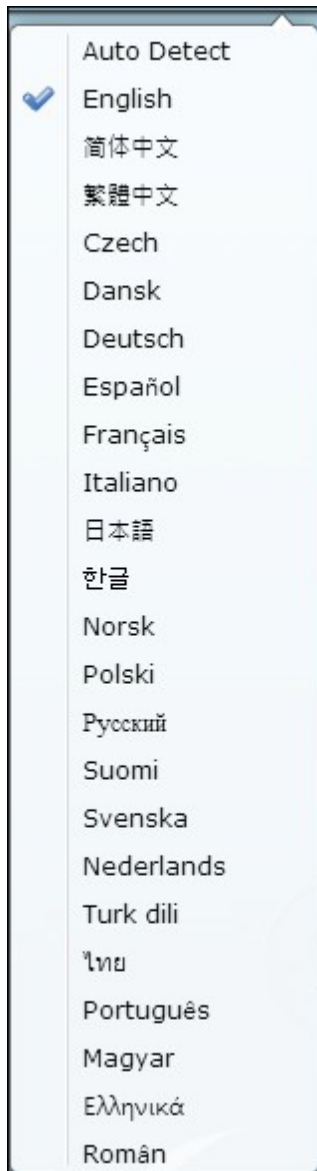 Auto Detect
English
简体中文
繁體中文
Czech
Dansk
Deutsch
Español
Français
Italiano
日本語
한글
Norsk
Polski
Русский
Suomi
Svenska
Nederlands
Turk dili
ไทย
Português
Magyar
Ελληνικά
Român